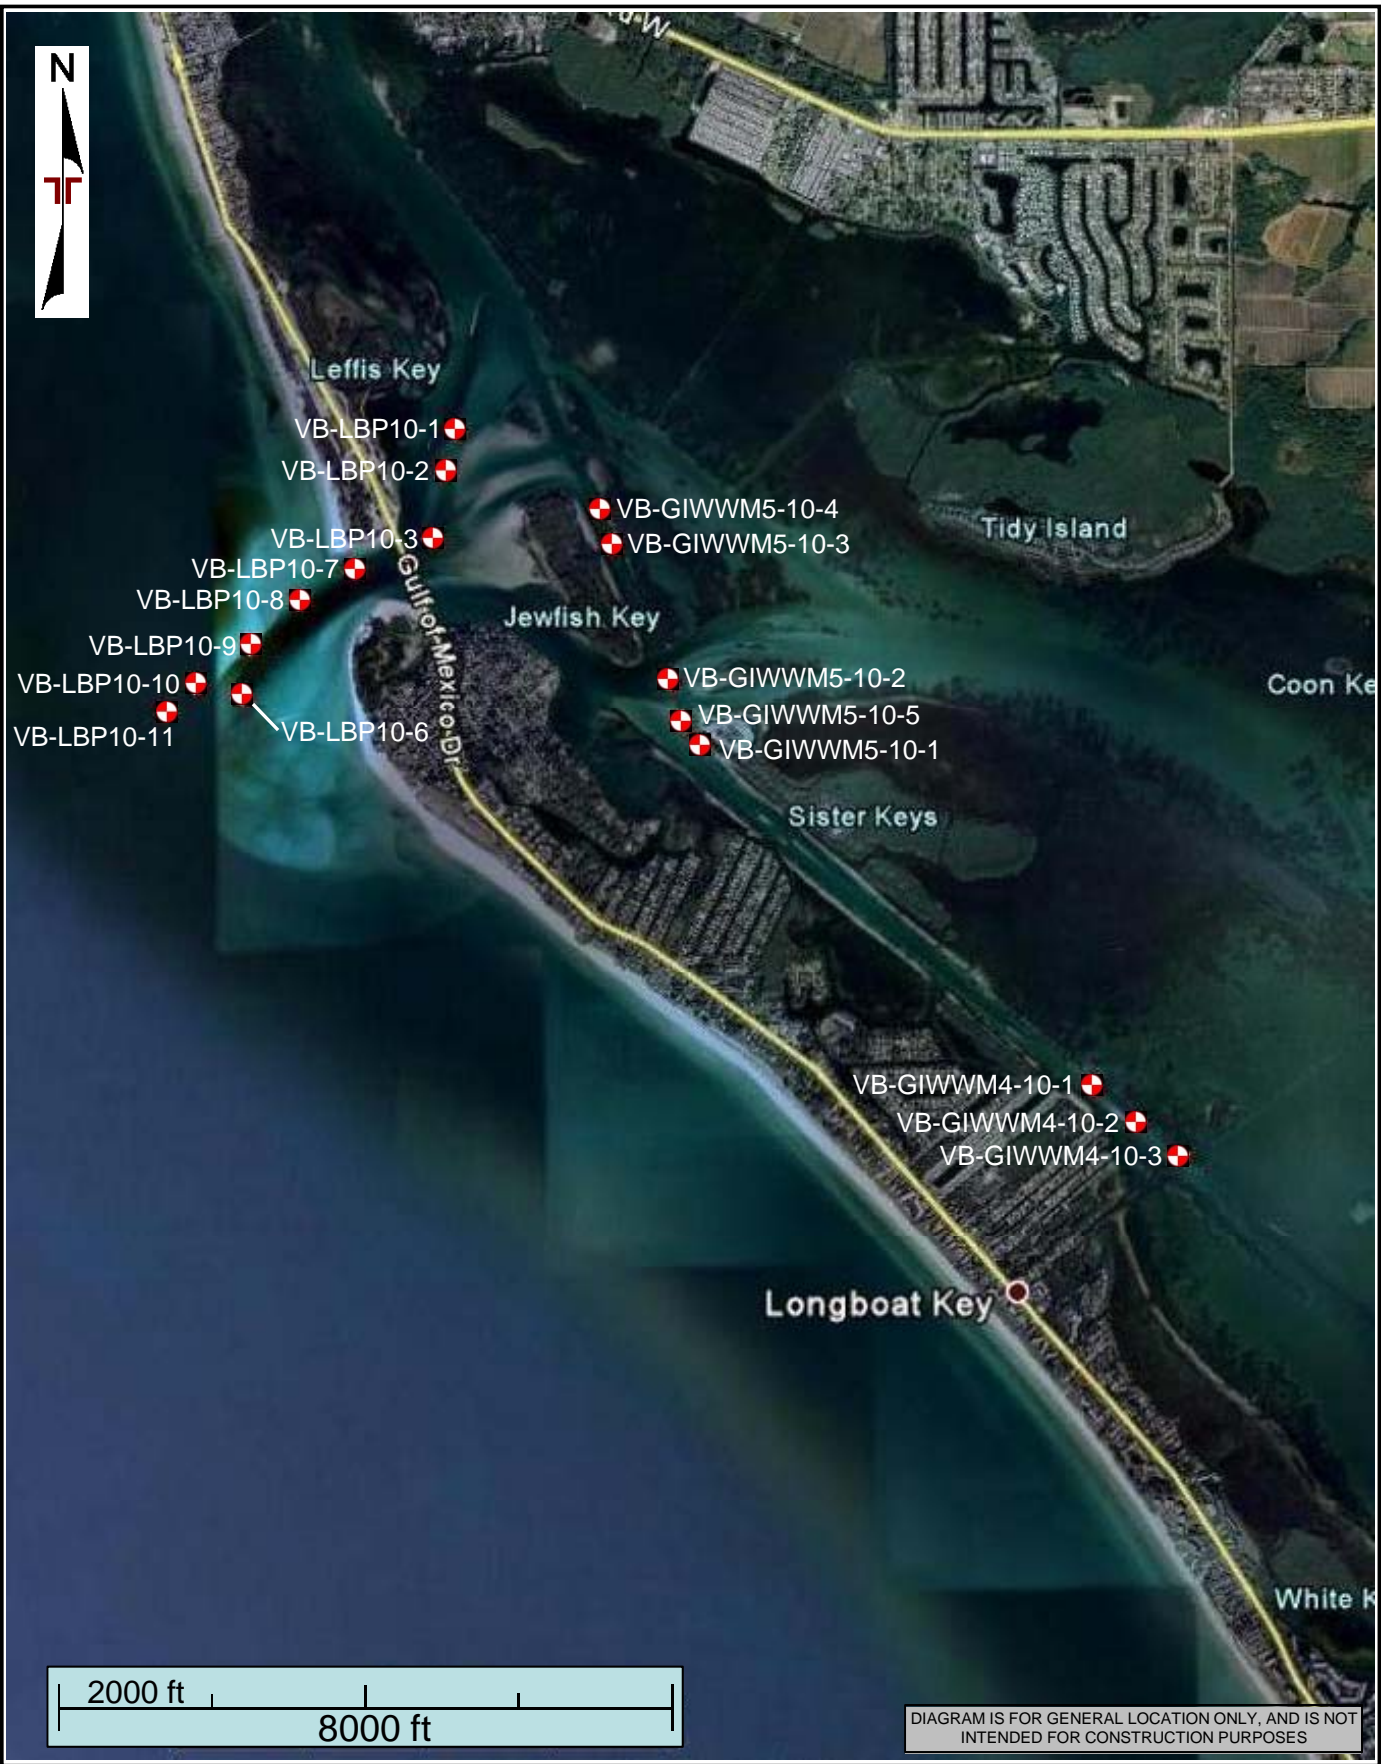 rd W
N
Leffis Key
VB-LBP10-1
VB-LBP10-2
VB-GIWWM5-10-4
Tidy Island
VB-LBP10-3
VB-GIWWM5-10-3
VB-LBP10-7
VB-LBP10-8
Gulf of Mexico Dr
Jewfish Key
VB-LBP10-9
VB-LBP10-10
VB-GIWWM5-10-2
Coon Ke
VB-GIWWM5-10-5
VB-LBP10-11
VB-LBP10-6
VB-GIWWM5-10-1
Sister Keys
VB-GIWWM4-10-1
VB-GIWWM4-10-2
VB-GIWWM4-10-3
Longboat Key
White K
2000 ft
8000 ft
DIAGRAM IS FOR GENERAL LOCATION ONLY, AND IS NOT
INTENDED FOR CONSTRUCTION PURPOSES